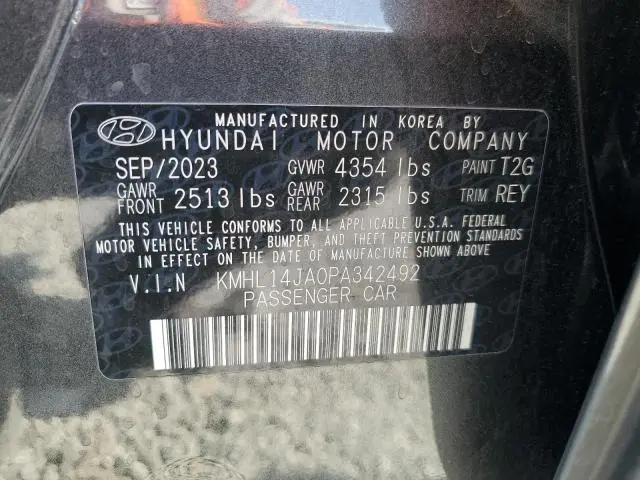 MANUFACTURED IN KOREA BY
HYUNDAI MOTOR COMPANY
SEP/2023 GVWR 4354 lbs PAINT T2G
GAWR FRONT 2513 lbs GAWR REAR 2315 lbs TRIM REY
THIS VEHICLE CONFORMS TO ALL APPLICABLE U.S.A. FEDERAL
MOTOR VEHICLE SAFETY, BUMPER, AND THEFT PREVENTION STANDARDS
IN EFFECT ON THE DATE OF MANUFACTURE SHOWN ABOVE
V.I.N KMHL14JA0PA342492
PASSENGER CAR